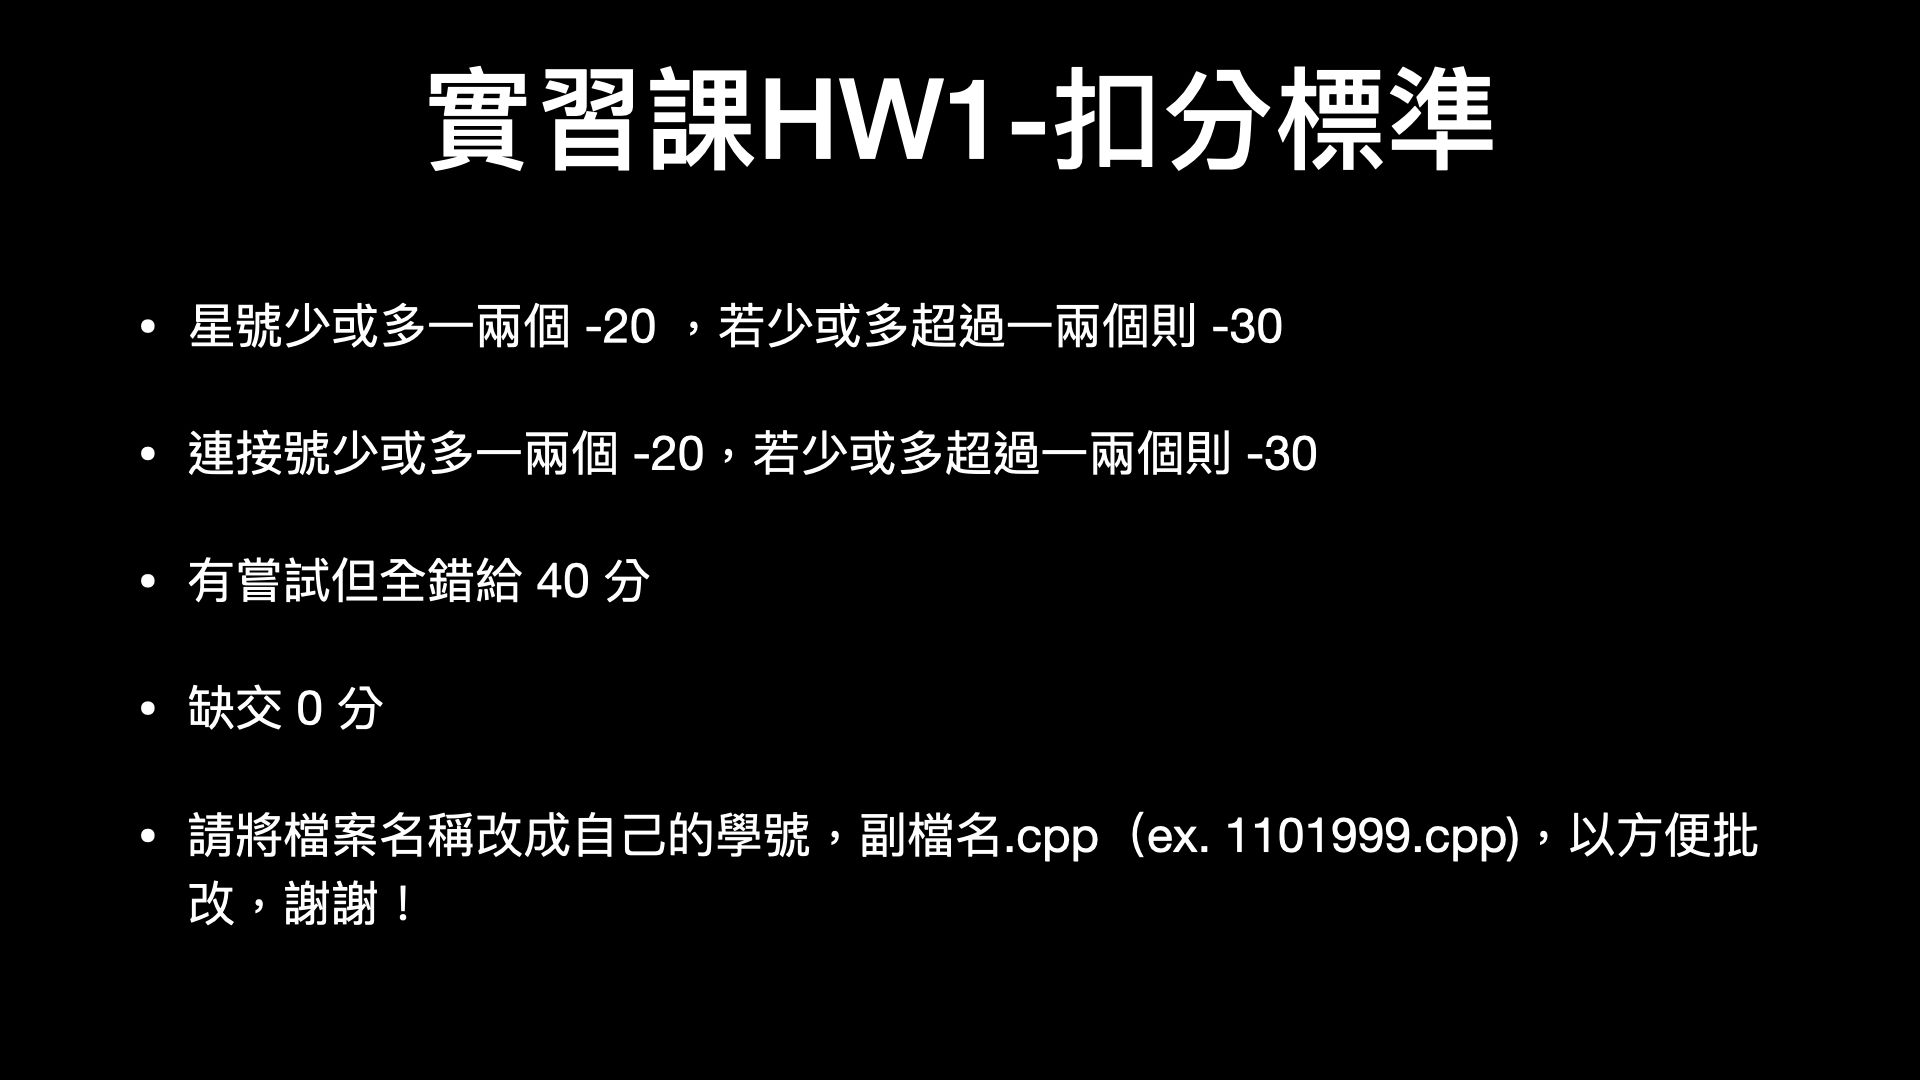 實習課HW1-扣分標準
• 星號少或多一兩個 -20 ，若少或多超過一兩個則 -30
• 連接號少或多一兩個 -20，若少或多超過一兩個則 -30
• 有嘗試但全錯給 40 分
• 缺交 0 分
• 請將檔案名稱改成自己的學號，副檔名.cpp（ex. 1101999.cpp)，以方便批
改，謝謝！